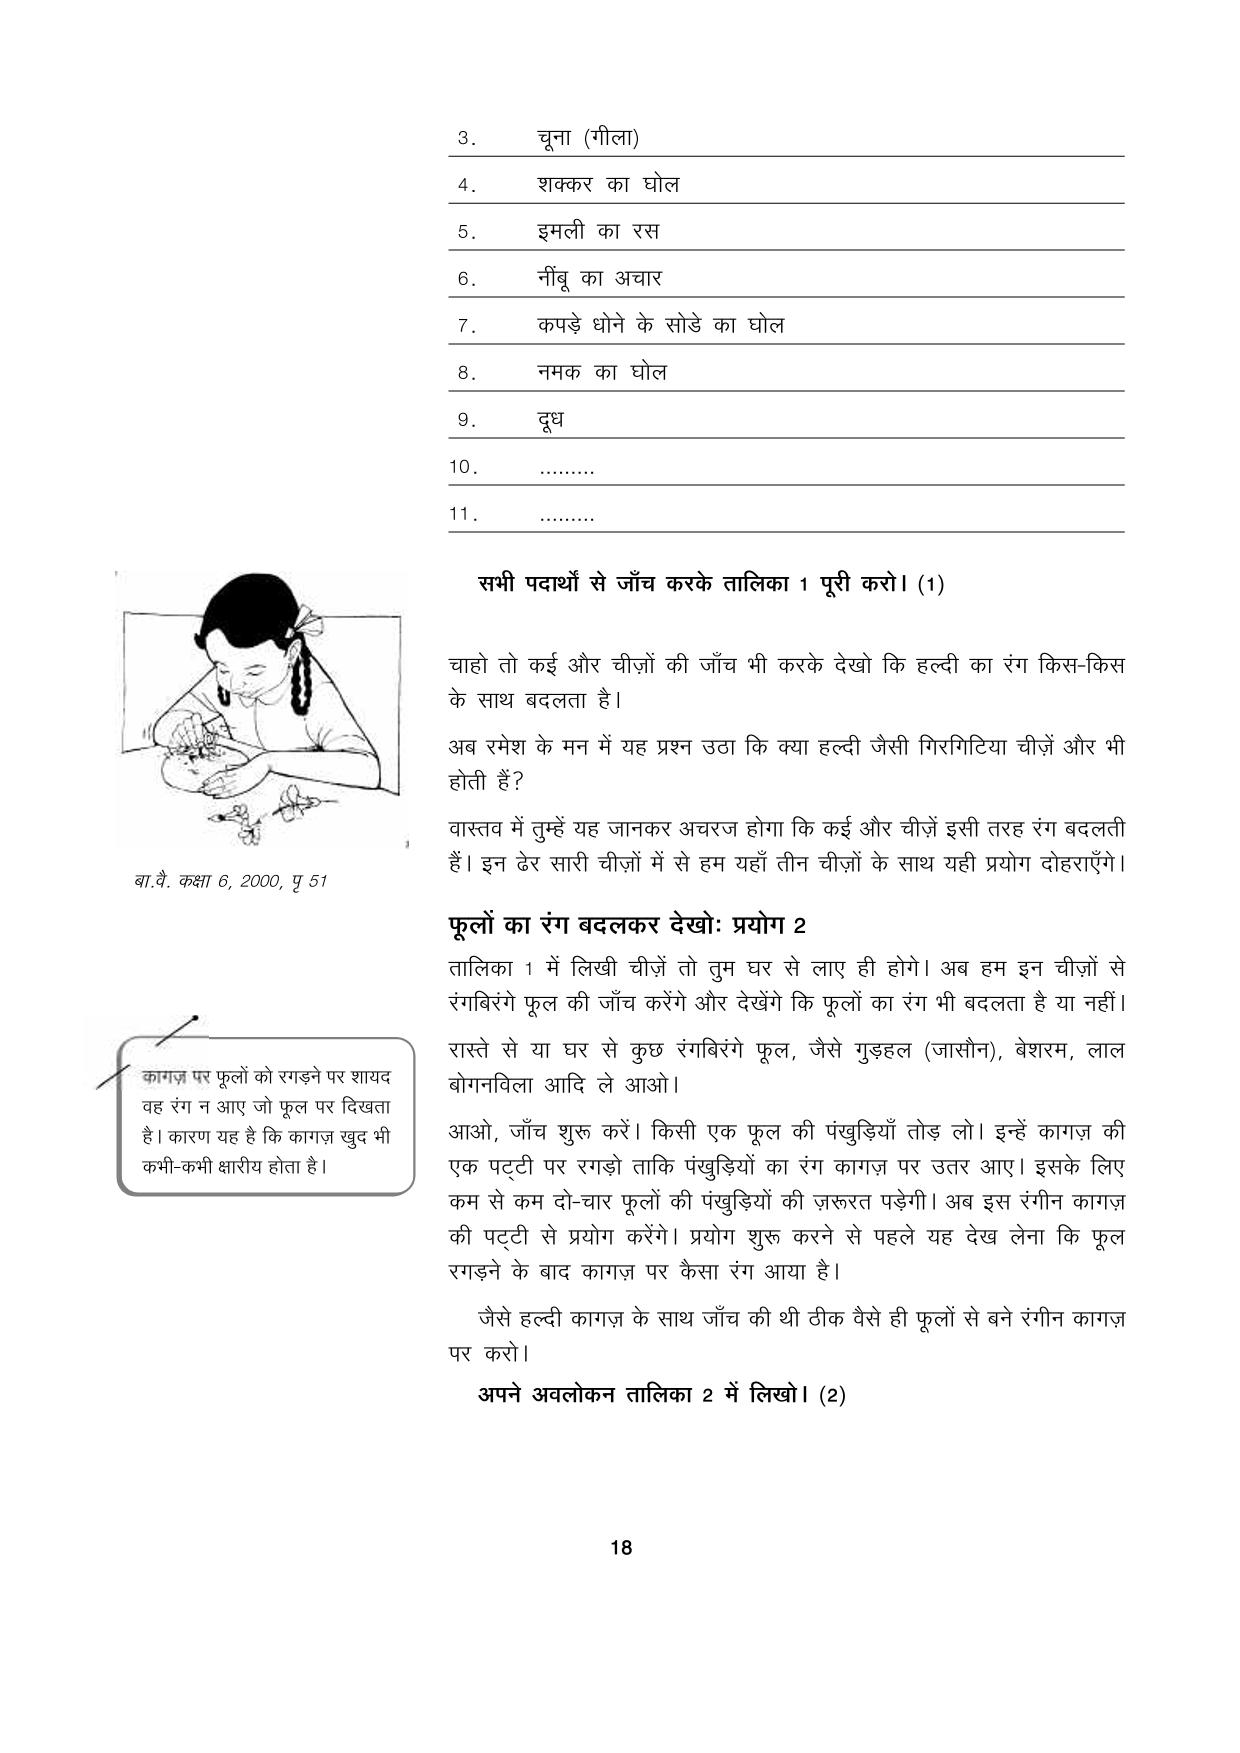 3. चूना (गीला)
4. शक्कर का घोल
5. इमली का रस
6. नींबू का अचार
7. कपड़े धोने के सोडे का घोल
8. नमक का घोल
9. दूध
10. .........
11. .........
सभी पदार्थों से जाँच करके तालिका 1 पूरी करो। (1)
चाहो तो कई और चीज़ों की जाँच भी करके देखो कि हल्दी का रंग किस-किस
के साथ बदलता है।
अब रमेश के मन में यह प्रश्न उठा कि क्या हल्दी जैसी गिरगिटिया चीज़ें और भी
होती हैं?
वास्तव में तुम्हें यह जानकर अचरज होगा कि कई और चीज़ें इसी तरह रंग बदलती
हैं। इन ढेर सारी चीज़ों में से हम यहाँ तीन चीज़ों के साथ यही प्रयोग दोहराएँगे।
बा.वै. कक्षा 6, 2000, पृ 51
फूलों का रंग बदलकर देखो: प्रयोग 2
तालिका 1 में लिखी चीज़ें तो तुम घर से लाए ही होगे। अब हम इन चीज़ों से
रंगबिरंगे फूल की जाँच करेंगे और देखेंगे कि फूलों का रंग भी बदलता है या नहीं।
रास्ते से या घर से कुछ रंगबिरंगे फूल, जैसे गुड़हल (जासौन), बेशरम, लाल
बोगनविला आदि ले आओ।
कागज़ पर फूलों को रगड़ने पर शायद
वह रंग न आए जो फूल पर दिखता
है। कारण यह है कि कागज़ खुद भी
कभी-कभी क्षारीय होता है।
आओ, जाँच शुरू करें। किसी एक फूल की पंखुड़ियाँ तोड़ लो। इन्हें कागज़ की
एक पट्टी पर रगड़ो ताकि पंखुड़ियों का रंग कागज़ पर उतर आए। इसके लिए
कम से कम दो-चार फूलों की पंखुड़ियों की ज़रूरत पड़ेगी। अब इस रंगीन कागज़
की पट्टी से प्रयोग करेंगे। प्रयोग शुरू करने से पहले यह देख लेना कि फूल
रगड़ने के बाद कागज़ पर कैसा रंग आया है।
जैसे हल्दी कागज़ के साथ जाँच की थी ठीक वैसे ही फूलों से बने रंगीन कागज़
पर करो।
अपने अवलोकन तालिका 2 में लिखो। (2)
18